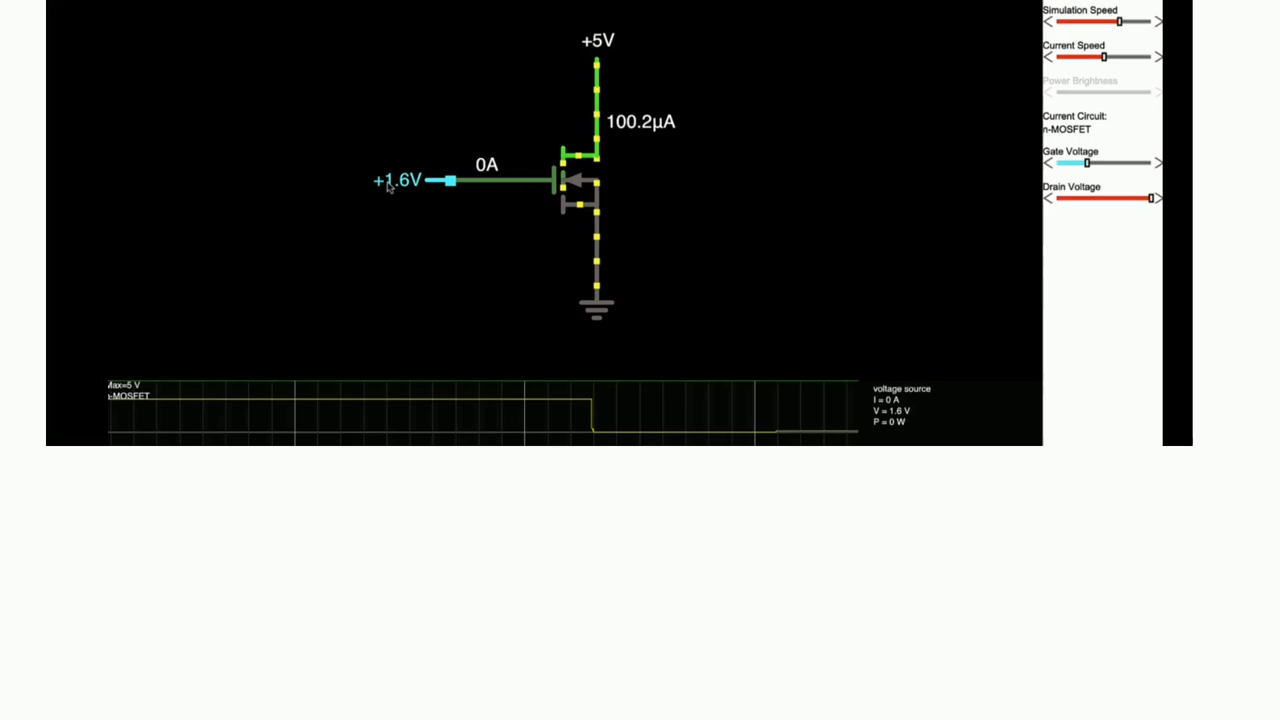 +5V
100.2µA
0A
+1.6V
Max=5 V
n-MOSFET
voltage source
I = 0 A
V = 1.6 V
P = 0 W
Simulation Speed
Current Speed
Power Brightness
Current Circuit:
n-MOSFET
Gate Voltage
Drain Voltage